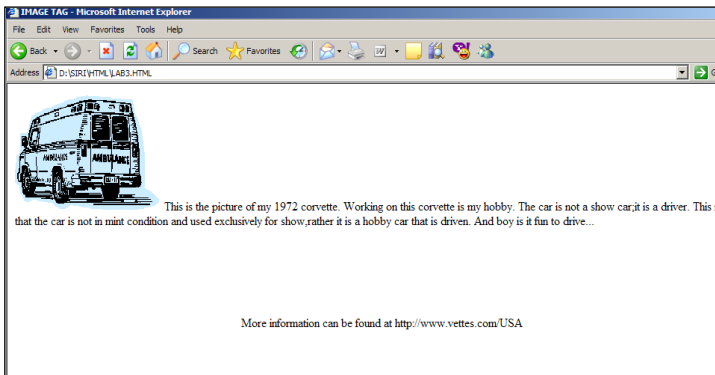 IMAGE TAG - Microsoft Internet Explorer
File Edit View Favorites Tools Help
Back Search Favorites
Address D:\SIRI\HTML\LAB3.HTML
AMBULANCE AMBULANCE
This is the picture of my 1972 corvette. Working on this corvette is my hobby. The car is not a show car;it is a driver. This
that the car is not in mint condition and used exclusively for show,rather it is a hobby car that is driven. And boy is it fun to drive...
More information can be found at http://www.vettes.com/USA